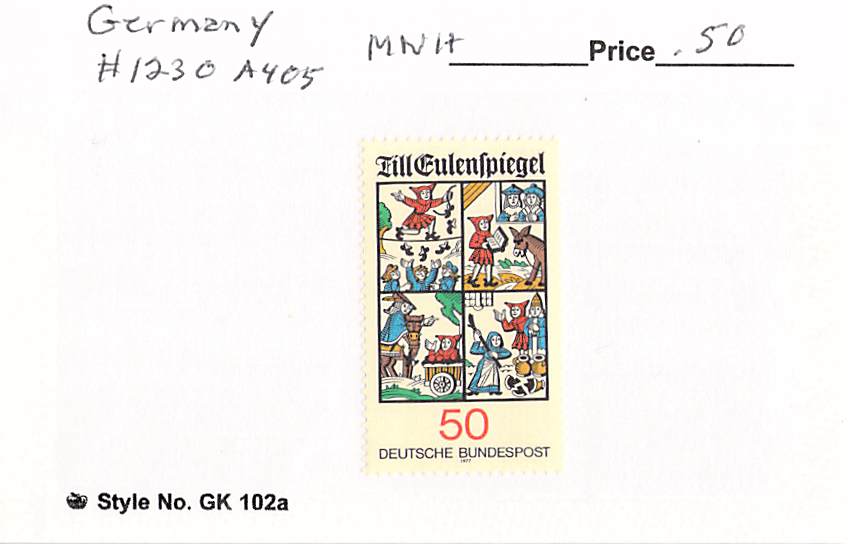 Germany
#1230 A405
MNH Price .50
Till Eulenſpiegel
50
DEUTSCHE BUNDESPOST
1977
Style No. GK 102a